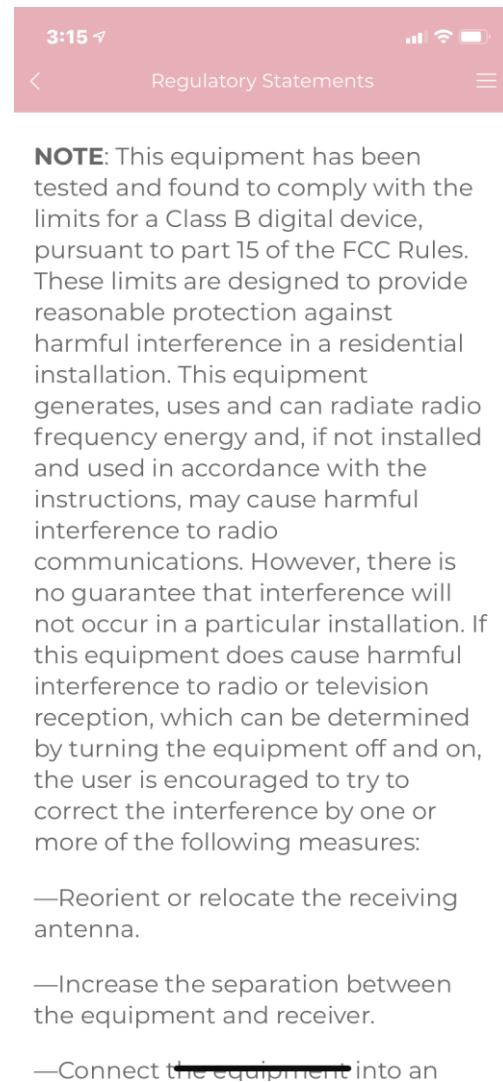 3:15
Regulatory Statements
NOTE: This equipment has been
tested and found to comply with the
limits for a Class B digital device,
pursuant to part 15 of the FCC Rules.
These limits are designed to provide
reasonable protection against
harmful interference in a residential
installation. This equipment
generates, uses and can radiate radio
frequency energy and, if not installed
and used in accordance with the
instructions, may cause harmful
interference to radio
communications. However, there is
no guarantee that interference will
not occur in a particular installation. If
this equipment does cause harmful
interference to radio or television
reception, which can be determined
by turning the equipment off and on,
the user is encouraged to try to
correct the interference by one or
more of the following measures:
—Reorient or relocate the receiving
antenna.
—Increase the separation between
the equipment and receiver.
—Connect the equipment into an